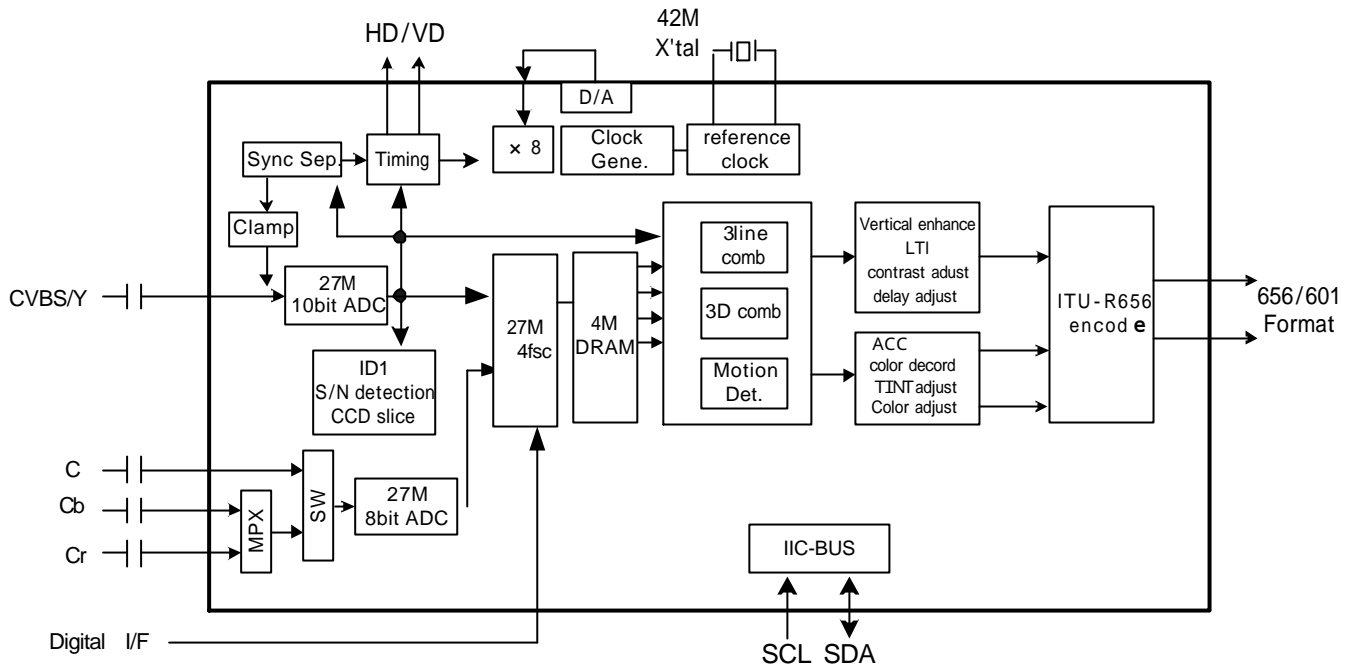 42M
X'tal
HD/VD
D/A
× 8
Clock
Gene.
reference
clock
Sync Sep.
Timing
Clamp
CVBS/Y
27M
10bit ADC
ID1
S/N detection
CCD slice
27M
4fsc
4M
DRAM
3line
comb
3D comb
Motion
Det.
Vertical enhance
LTI
contrast adust
delay adjust
ACC
color decord
TINT adjust
Color adjust
ITU-R656
encode
656/601
Format
C
Cb
Cr
MPX
SW
27M
8bit ADC
IIC-BUS
Digital I/F
SCL SDA